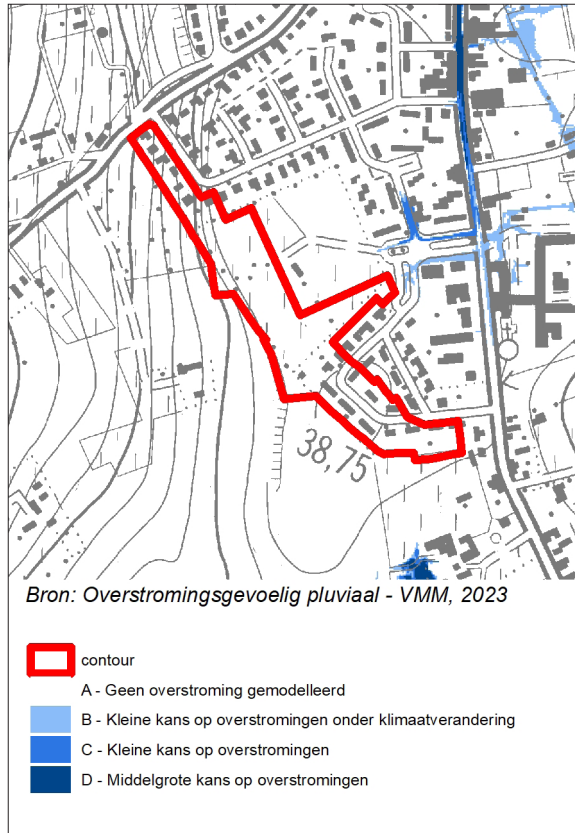 38,75
Bron: Overstromingsgevoelig pluviaal - VMM, 2023
contour
A - Geen overstroming gemodelleerd
B - Kleine kans op overstromingen onder klimaatverandering
C - Kleine kans op overstromingen
D - Middelgrote kans op overstromingen